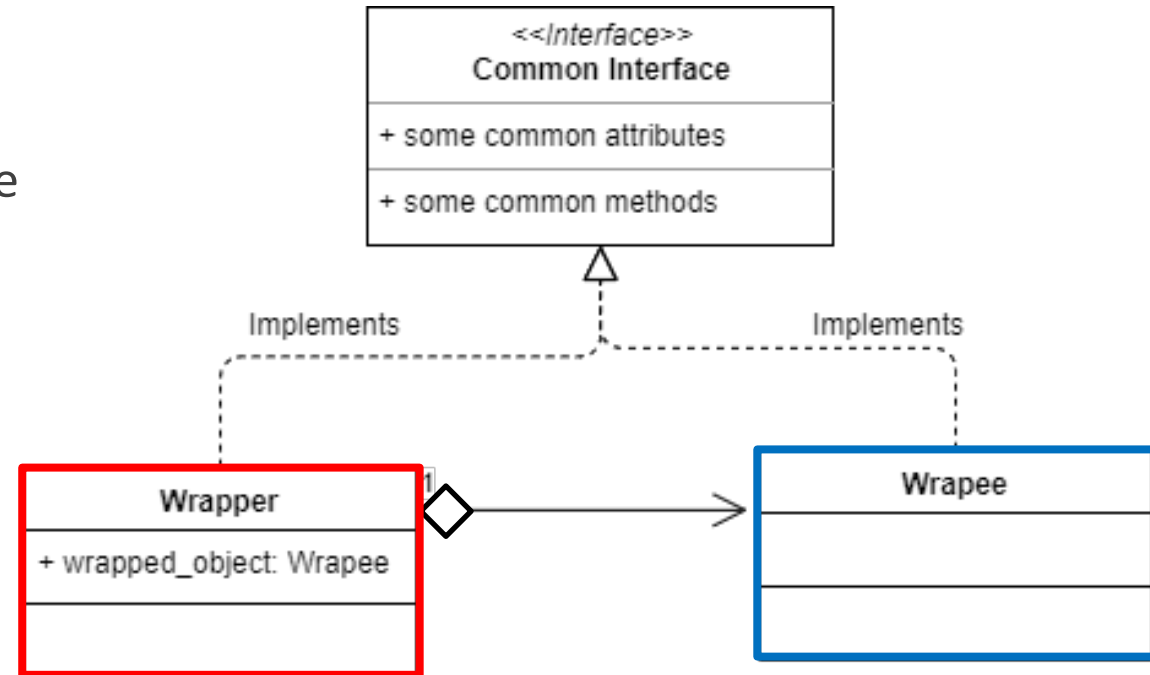 <<Interface>>
Common Interface
+ some common attributes
e
+ some common methods
Implements
Implements
1
Wrapper
+ wrapped_object: Wrapee
Wrapee